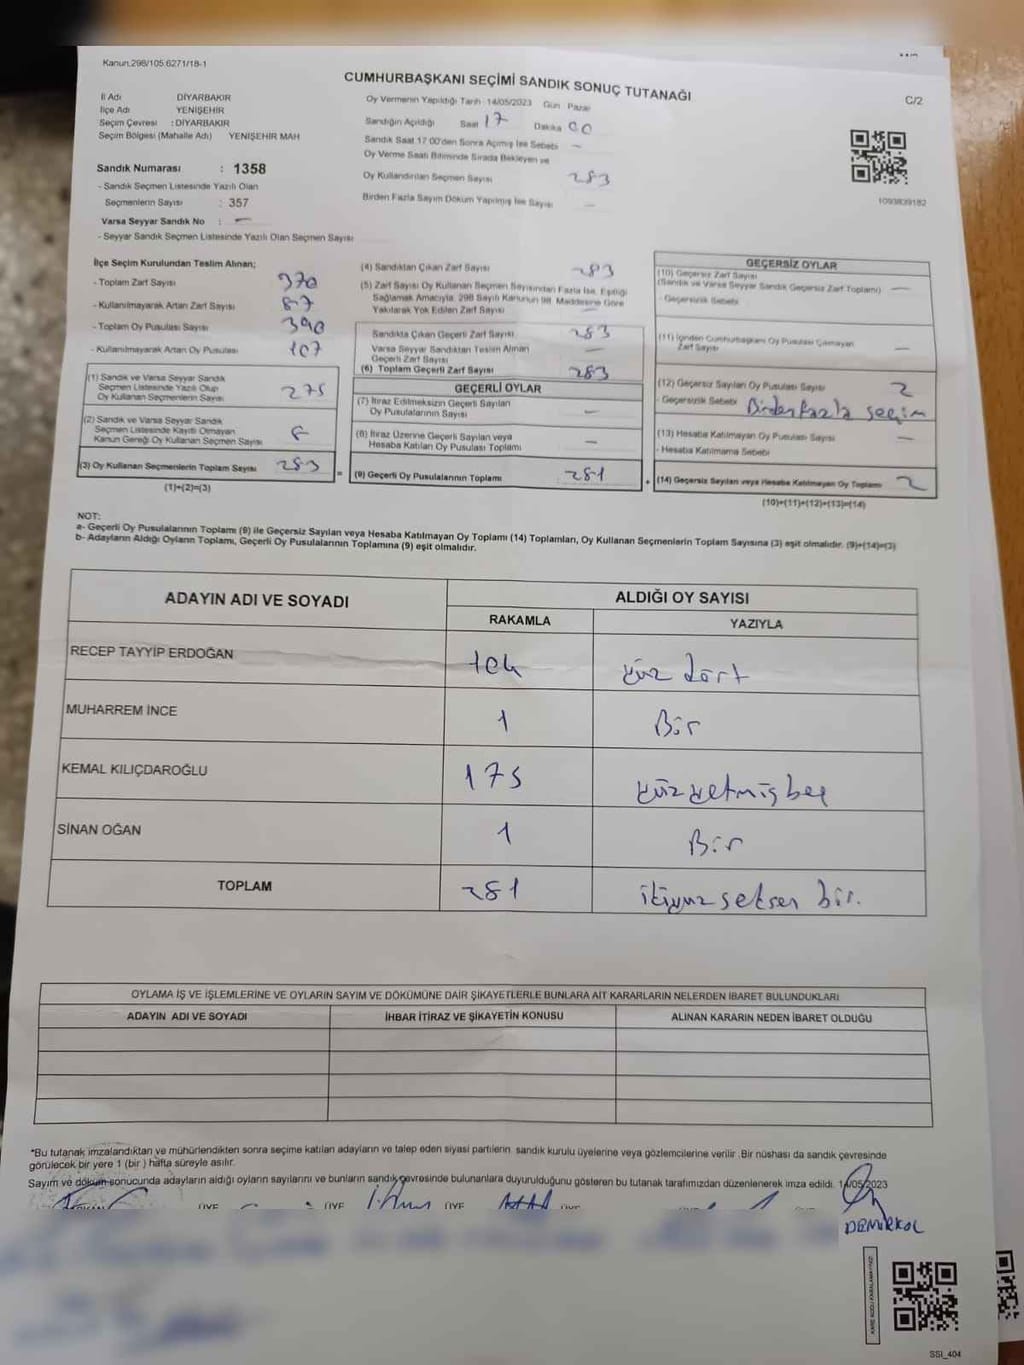 Kanun.298/105.6271/18-1
CUMHURBAŞKANI SEÇİMİ SANDIK SONUÇ TUTANAĞI
C/2
İl Adı DİYARBAKIR
İlçe Adı YENİŞEHİR
Seçim Çevresi : DİYARBAKIR
Seçim Bölgesi (Mahalle Adı) YENİŞEHİR MAH
Sandık Numarası : 1358
- Sandık Seçmen Listesinde Yazılı Olan
Seçmenlerin Sayısı : 357
Varsa Seyyar Sandık No : -
- Seyyar Sandık Seçmen Listesinde Yazılı Olan Seçmen Sayısı
Oy Vermenin Yapıldığı Tarih 14/05/2023 Gün Pazar
Sandığın Açıldığı Saat 17 Dakika 00
Sandık Saat 17:00'den Sonra Açımış İse Sebebi -
Oy Verme Saati Bitiminde Sırada Bekleyen ve
Oy Kullandırılan Seçmen Sayısı 283
Birden Fazla Sayım Döküm Yapılmış İse Sayısı -
1093839182
İlçe Seçim Kurulundan Teslim Alınan;
- Toplam Zarf Sayısı 370
- Kullanılmayarak Artan Zarf Sayısı 87
- Toplam Oy Pusulası Sayısı 390
- Kullanılmayarak Artan Oy Pusulası 107
(1) Sandık ve Varsa Seyyar Sandık
Seçmen Listesinde Yazılı Olup
Oy Kullanan Seçmenlerin Sayısı 275
(2) Sandık ve Varsa Seyyar Sandık
Seçmen Listesinde Kayıtlı Olmayan
Kanun Gereği Oy Kullanan Seçmen Sayısı 8
(3) Oy Kullanan Seçmenlerin Toplam Sayısı 283
(1)+(2)=(3)
=
(4) Sandıktan Çıkan Zarf Sayısı 283
(5) Zarf Sayısı Oy Kullanan Seçmen Sayısından Fazla İse, Eşitliği
Sağlamak Amacıyla, 298 Sayılı Kanunun 98. Maddesine Göre
Yakılarak Yok Edilen Zarf Sayısı -
Sandıkta Çıkan Geçerli Zarf Sayısı 283
Varsa Seyyar Sandıktan Teslim Alınan
Geçerli Zarf Sayısı -
(6) Toplam Geçerli Zarf Sayısı 283
GEÇERLİ OYLAR
(7) İtiraz Edilmeksizin Geçerli Sayılan
Oy Pusulalarının Sayısı -
(8) İtiraz Üzerine Geçerli Sayılan veya
Hesaba Katılan Oy Pusulası Toplamı -
(9) Geçerli Oy Pusulalarının Toplamı 281
+
GEÇERSİZ OYLAR
(10) Geçersiz Zarf Sayısı
(Sandık ve Varsa Seyyar Sandık Geçersiz Zarf Toplamı) -
- Geçersizlik Sebebi
(11) İçinden Cumhurbaşkanı Oy Pusulası Çıkmayan
Zarf Sayısı -
(12) Geçersiz Sayılan Oy Pusulası Sayısı 2
- Geçersizlik Sebebi Birden fazla seçim
(13) Hesaba Katılmayan Oy Pusulası Sayısı -
- Hesaba Katılmama Sebebi
(14) Geçersiz Sayılan veya Hesaba Katılmayan Oy Toplamı 2
(10)+(11)+(12)+(13)=(14)
NOT:
a- Geçerli Oy Pusulalarının Toplamı (9) ile Geçersiz Sayılan veya Hesaba Katılmayan Oy Toplamı (14) Toplamları, Oy Kullanan Seçmenlerin Toplam Sayısına (3) eşit olmalıdır. (9)+(14)=(3)
b- Adayların Aldığı Oyların Toplamı, Geçerli Oy Pusulalarının Toplamına (9) eşit olmalıdır.
ADAYIN ADI VE SOYADI ALDIĞI OY SAYISI
RAKAMLA YAZIYLA
RECEP TAYYİP ERDOĞAN 104 yüz dört
MUHARREM İNCE 1 Bir
KEMAL KILIÇDAROĞLU 175 yüzyetmişbeş
SİNAN OĞAN 1 Bir
TOPLAM 281 ikiyüz seksen bir.
OYLAMA İŞ VE İŞLEMLERİNE VE OYLARIN SAYIM VE DÖKÜMÜNE DAİR ŞİKAYETLERLE BUNLARA AİT KARARLARIN NELERDEN İBARET BULUNDUKLARI
ADAYIN ADI VE SOYADI İHBAR İTİRAZ VE ŞİKAYETİN KONUSU ALINAN KARARIN NEDEN İBARET OLDUĞU
*Bu tutanak imzalandıktan ve mühürlendikten sonra seçime katılan adayların ve talep eden siyasi partilerin sandık kurulu üyelerine veya gözlemcilerine verilir .Bir nüshası da sandık çevresinde
görülecek bir yere 1 (bir ) hafta süreyle asılır.
Sayım ve döküm sonucunda adayların aldığı oyların sayılarını ve bunların sandık çevresinde bulunanlara duyurulduğunu gösteren bu tutanak tarafımızdan düzenlenerek imza edildi. 14/05/2023
ÜYE ÜYE ÜYE
DEMİRKOL
SSİ_404